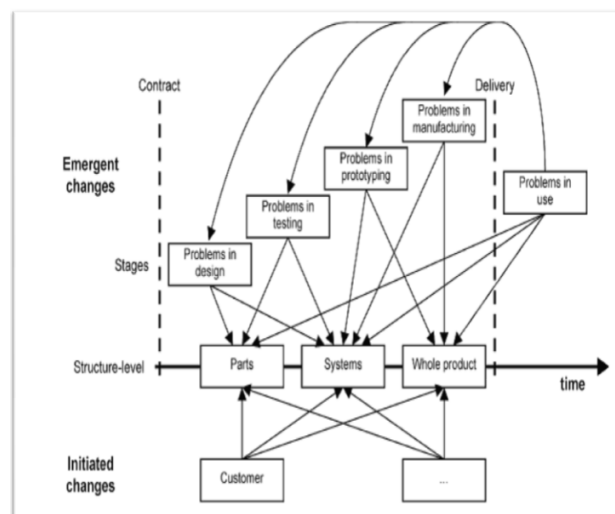 Contract
Delivery
Problems in
manufacturing
Emergent
changes
Problems in
prototyping
Problems in
use
Problems in
testing
Stages
Problems in
design
Structure-level
Parts
Systems
Whole product
time
Initiated
changes
Customer
...